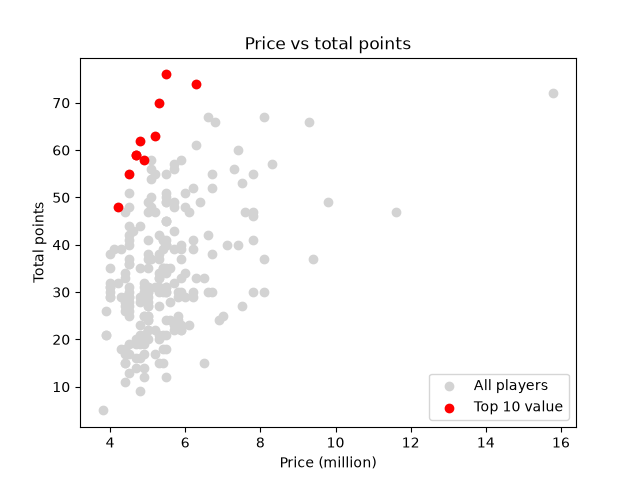 Price vs total points
Total points
70
60
50
40
30
20
10
4 6 8 10 12 14 16
Price (million)
All players
Top 10 value